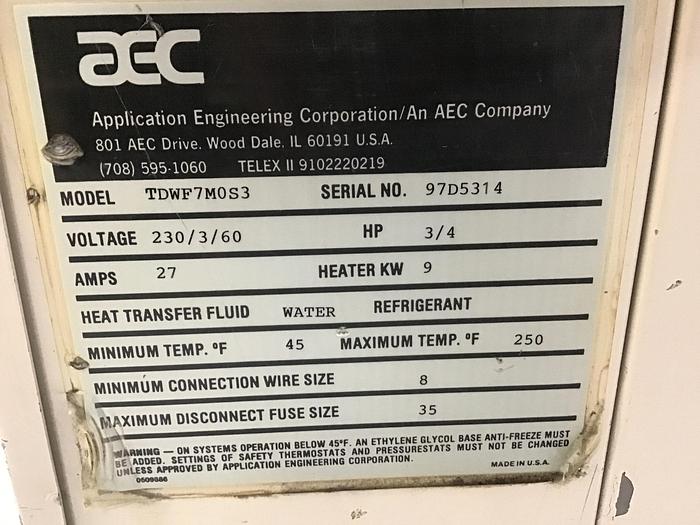 AEC
Application Engineering Corporation/An AEC Company
801 AEC Drive. Wood Dale. IL 60191 U.S.A.
(708) 595-1060 TELEX II 9102220219
MODEL TDWF7M0S3 SERIAL NO. 97D5314
VOLTAGE 230/3/60 HP 3/4
AMPS 27 HEATER KW 9
HEAT TRANSFER FLUID WATER REFRIGERANT
MINIMUM TEMP. ºF 45 MAXIMUM TEMP. ºF 250
MINIMUM CONNECTION WIRE SIZE 8
MAXIMUM DISCONNECT FUSE SIZE 35
WARNING — ON SYSTEMS OPERATION BELOW 45°F. AN ETHYLENE GLYCOL BASE ANTI-FREEZE MUST
BE ADDED. SETTINGS OF SAFETY THERMOSTATS AND PRESSURESTATS MUST NOT BE CHANGED
UNLESS APPROVED BY APPLICATION ENGINEERING CORPORATION. MADE IN U.S.A.